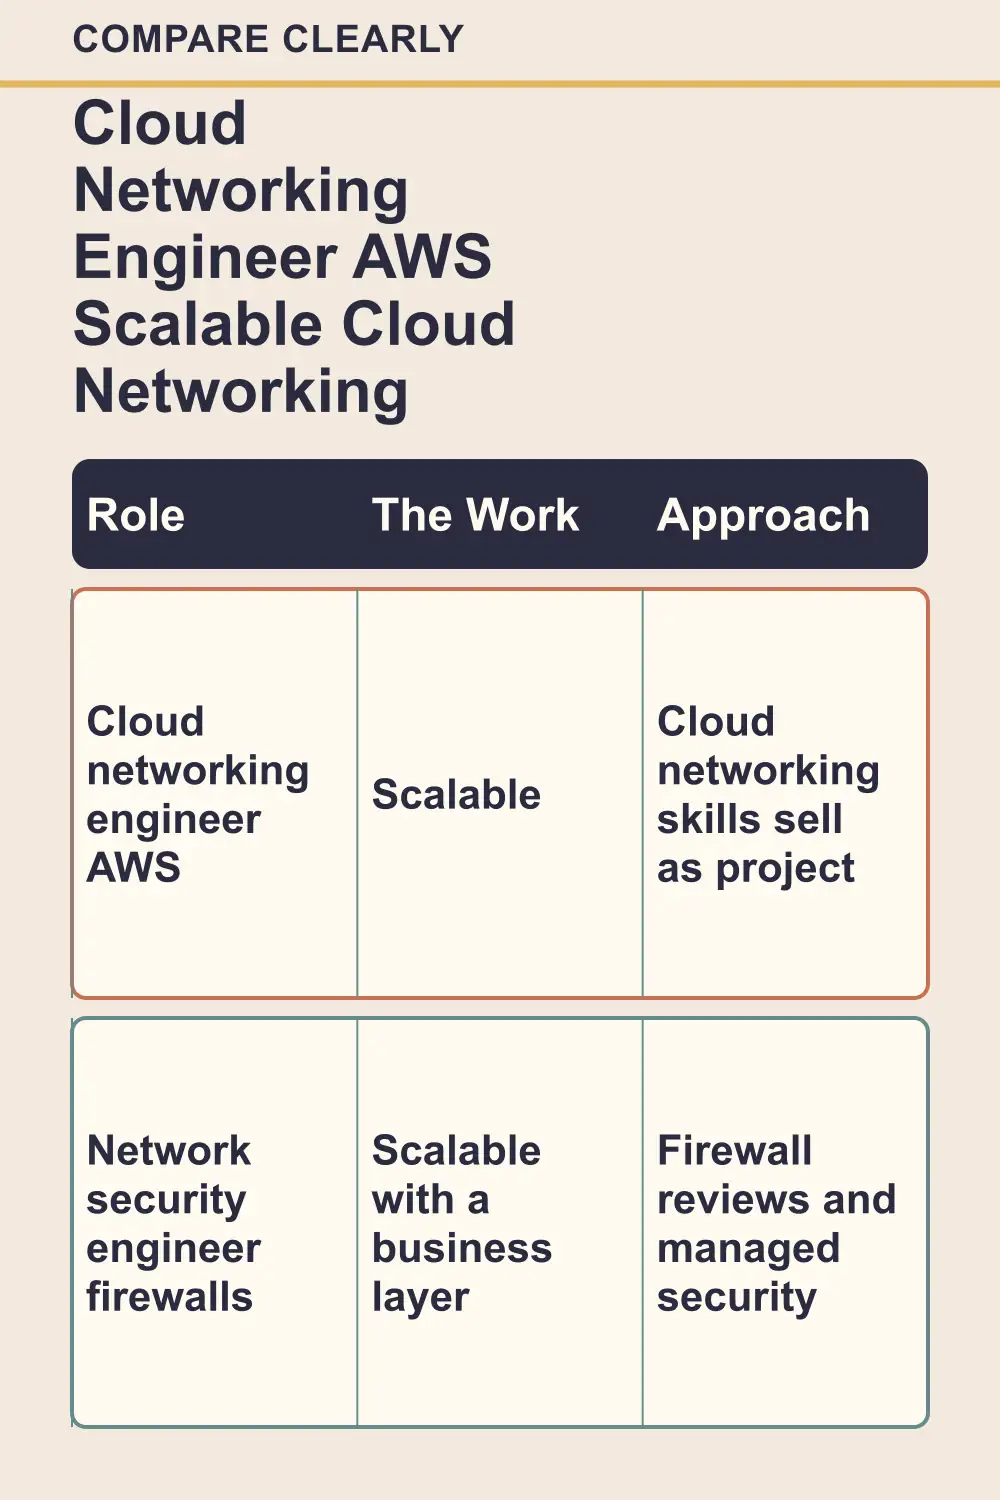 COMPARE CLEARLY
Cloud
Networking
Engineer AWS
Scalable Cloud
Networking
Role
The Work
Approach
Cloud
networking
engineer
AWS
Scalable
Cloud
networking
skills sell
as project
Network
security
engineer
firewalls
Scalable
with a
business
layer
Firewall
reviews and
managed
security